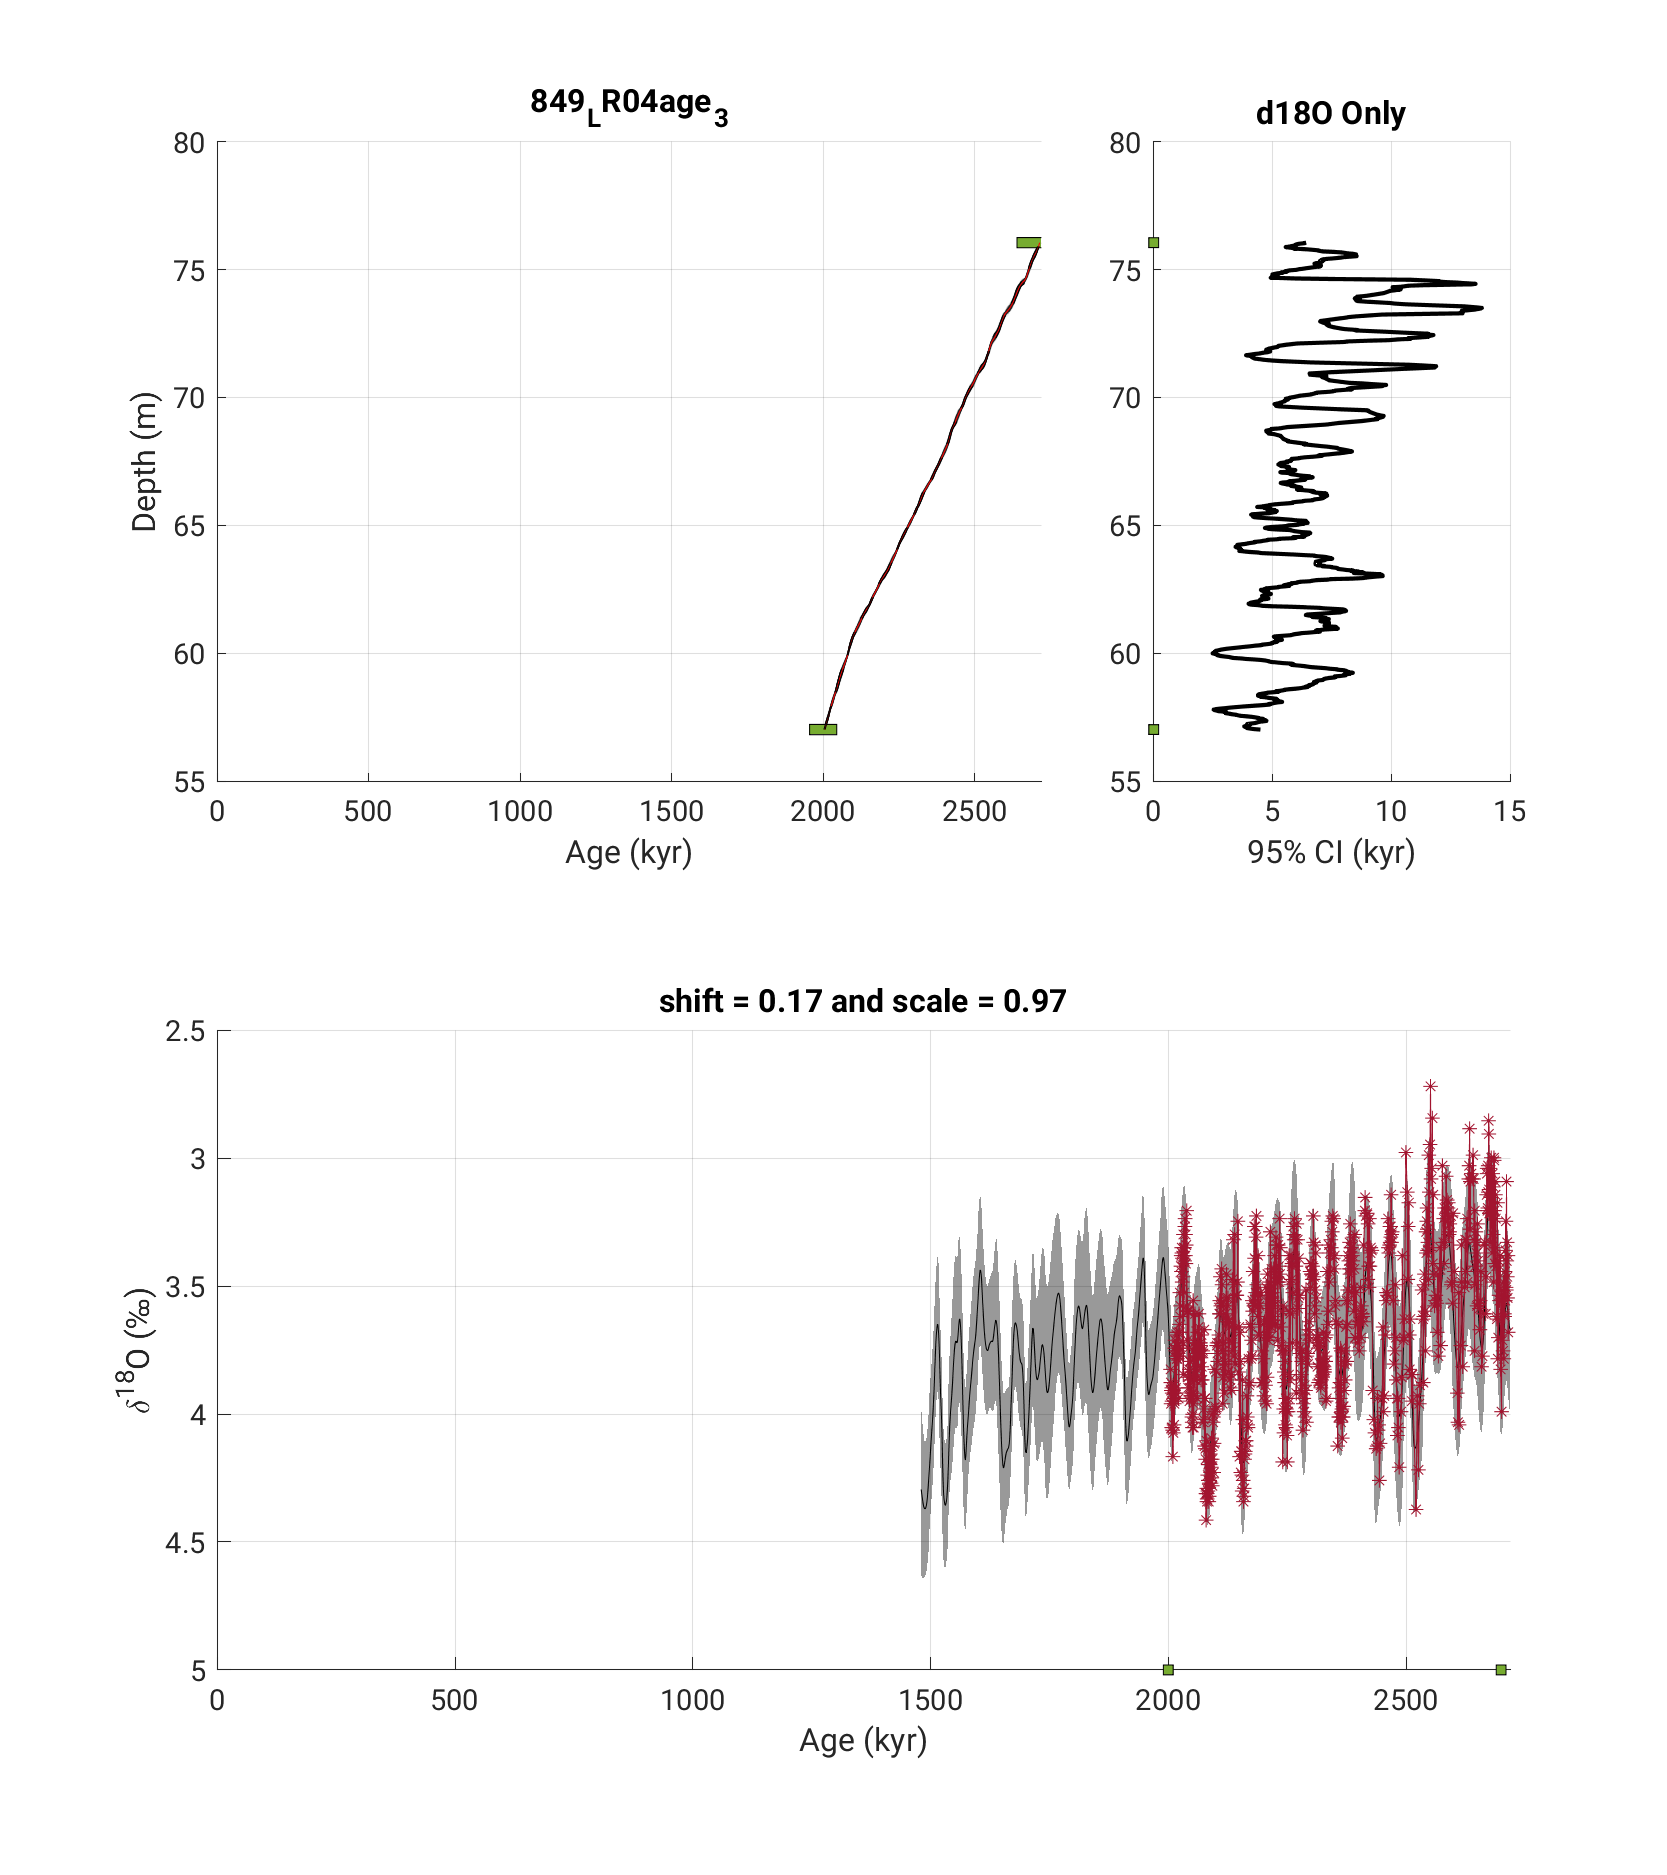 849_LR04age_3
d18O Only
80
75
70
65
60
55
Depth (m)
0 500 1000 1500 2000 2500
Age (kyr)
80
75
70
65
60
55
0 5 10 15
95% CI (kyr)
shift = 0.17 and scale = 0.97
2.5
3
3.5
4
4.5
5
δ18O (‰)
0 500 1000 1500 2000 2500
Age (kyr)